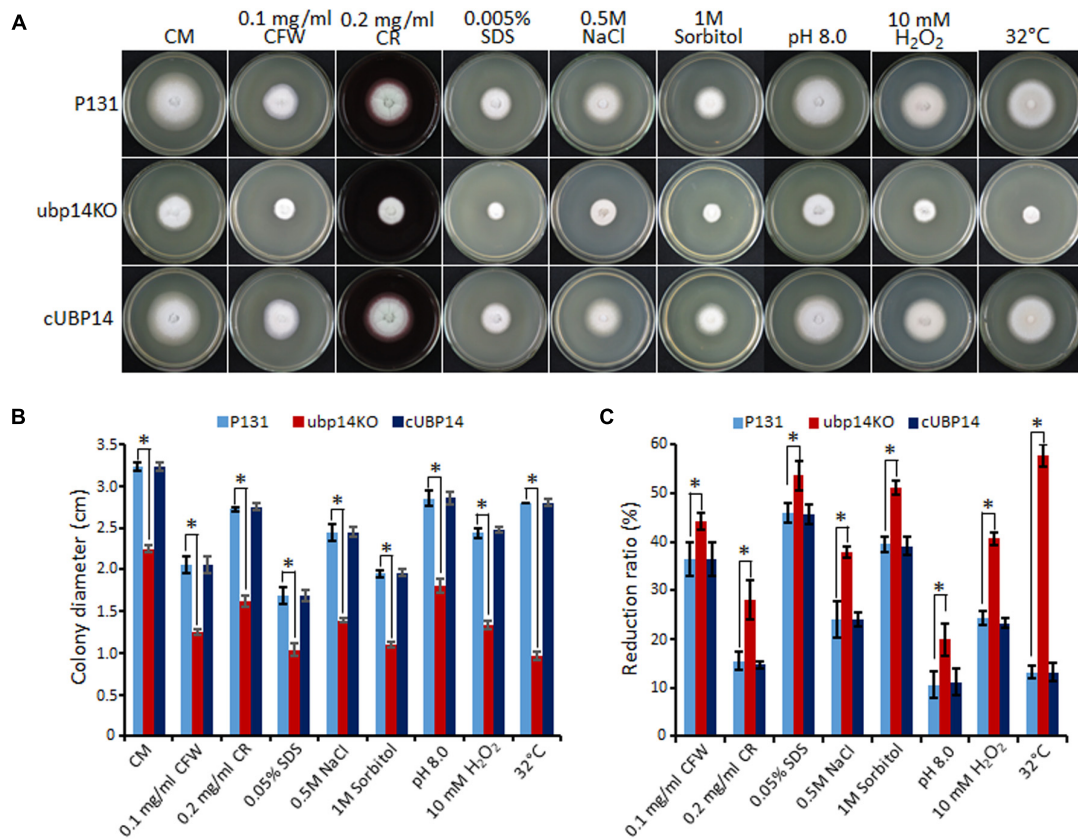 A
CM
0.1 mg/ml CFW
0.2 mg/ml CR
0.005% SDS
0.5M NaCl
1M Sorbitol
pH 8.0
10 mM H₂O₂
32°C
P131
ubp14KO
cUBP14
B
P131 ubp14KO cUBP14
Colony diameter (cm)
3.5
3.0
2.5
2.0
1.5
1.0
0.5
0
* * * * * * * * *
CM
0.1 mg/ml CFW
0.2 mg/ml CR
0.05% SDS
0.5M NaCl
1M Sorbitol
pH 8.0
10 mM H₂O₂
32°C
C
P131 ubp14KO cUBP14
Reduction ratio (%)
60
50
40
30
20
10
0
* * * * * * * *
0.1 mg/ml CFW
0.2 mg/ml CR
0.05% SDS
0.5M NaCl
1M Sorbitol
pH 8.0
10 mM H₂O₂
32°C